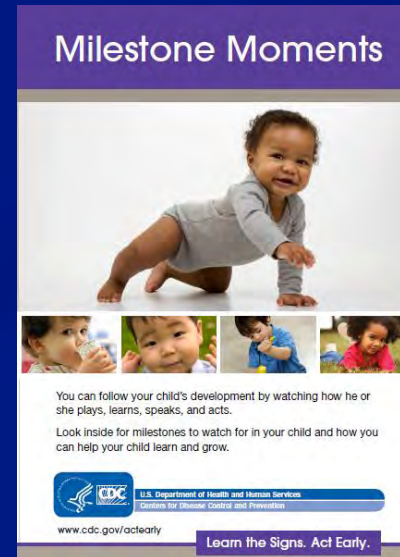 Milestone Moments
You can follow your child's development by watching how he or
she plays, learns, speaks, and acts.
Look inside for milestones to watch for in your child and how you
can help your child learn and grow.
CDC
U.S. Department of Health and Human Services
Centers for Disease Control and Prevention
www.cdc.gov/actearly
Learn the Signs. Act Early.